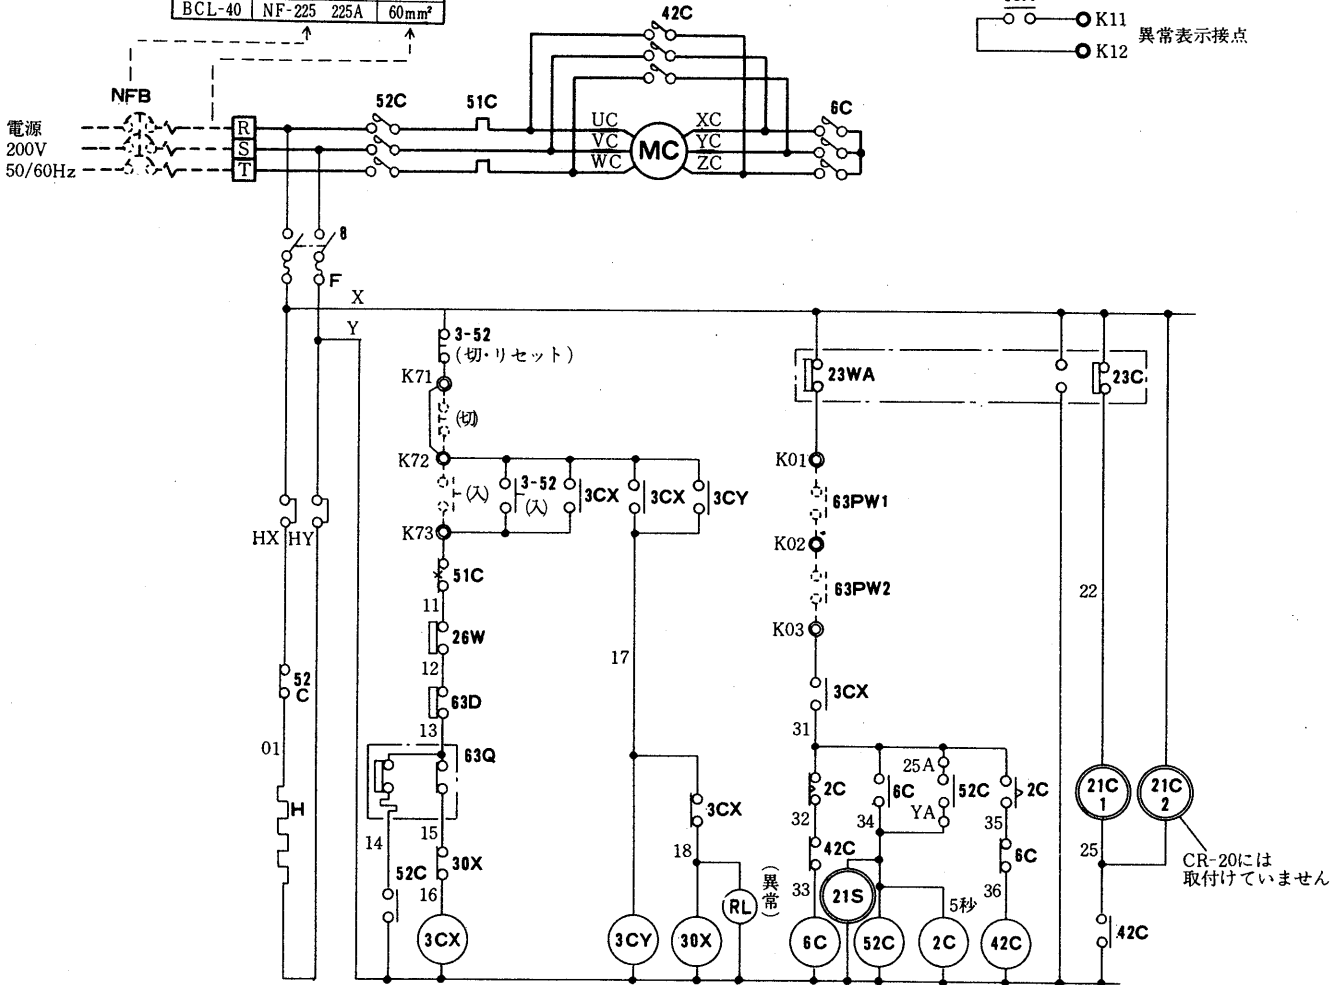 BCL-40 NF-225 225A 60mm²
42C
K11
異常表示接点
K12
NFB
52C
51C
6C
電源
200V
50/60Hz
R
S
T
UC
VC
WC
MC
XC
YC
ZC
8
F
X
Y
3-52
(切・リセット)
K71
(切)
23WA
23C
K72
K01
(入)
3-52
(入)
3CX
3CX
3CY
63PW1
HX
HY
K73
K02
51C
63PW2
22
11
26W
K03
17
12
52
C
63D
3CX
13
31
01
63Q
25A
21C
1
21C
2
2C
6C
52C
2C
H
3CX
32
34
YA
35
14
15
42C
6C
25
CR-20には
取付けていません
18
52C
30X
33
36
(異常)
16
21S
5秒
RL
3CX
3CY
30X
6C
52C
2C
42C
42C